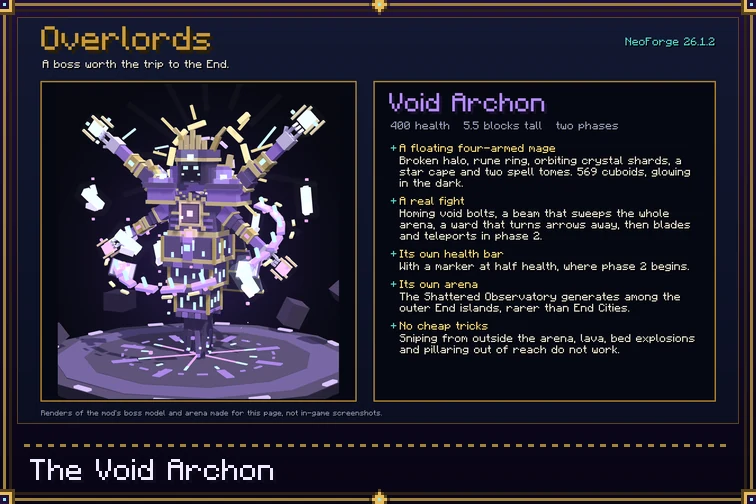 Overlords
A boss worth the trip to the End.
NeoForge 26.1.2
Void Archon
400 health 5.5 blocks tall two phases
+A floating four-armed mage
Broken halo, rune ring, orbiting crystal shards, a
star cape and two spell tomes. 569 cuboids, glowing
in the dark.
+A real fight
Homing void bolts, a beam that sweeps the whole
arena, a ward that turns arrows away, then blades
and teleports in phase 2.
+Its own health bar
With a marker at half health, where phase 2 begins.
+Its own arena
The Shattered Observatory generates among the
outer End islands, rarer than End Cities.
+No cheap tricks
Sniping from outside the arena, lava, bed explosions
and pillaring out of reach do not work.
Renders of the mod's boss model and arena made for this page, not in-game screenshots.
The Void Archon